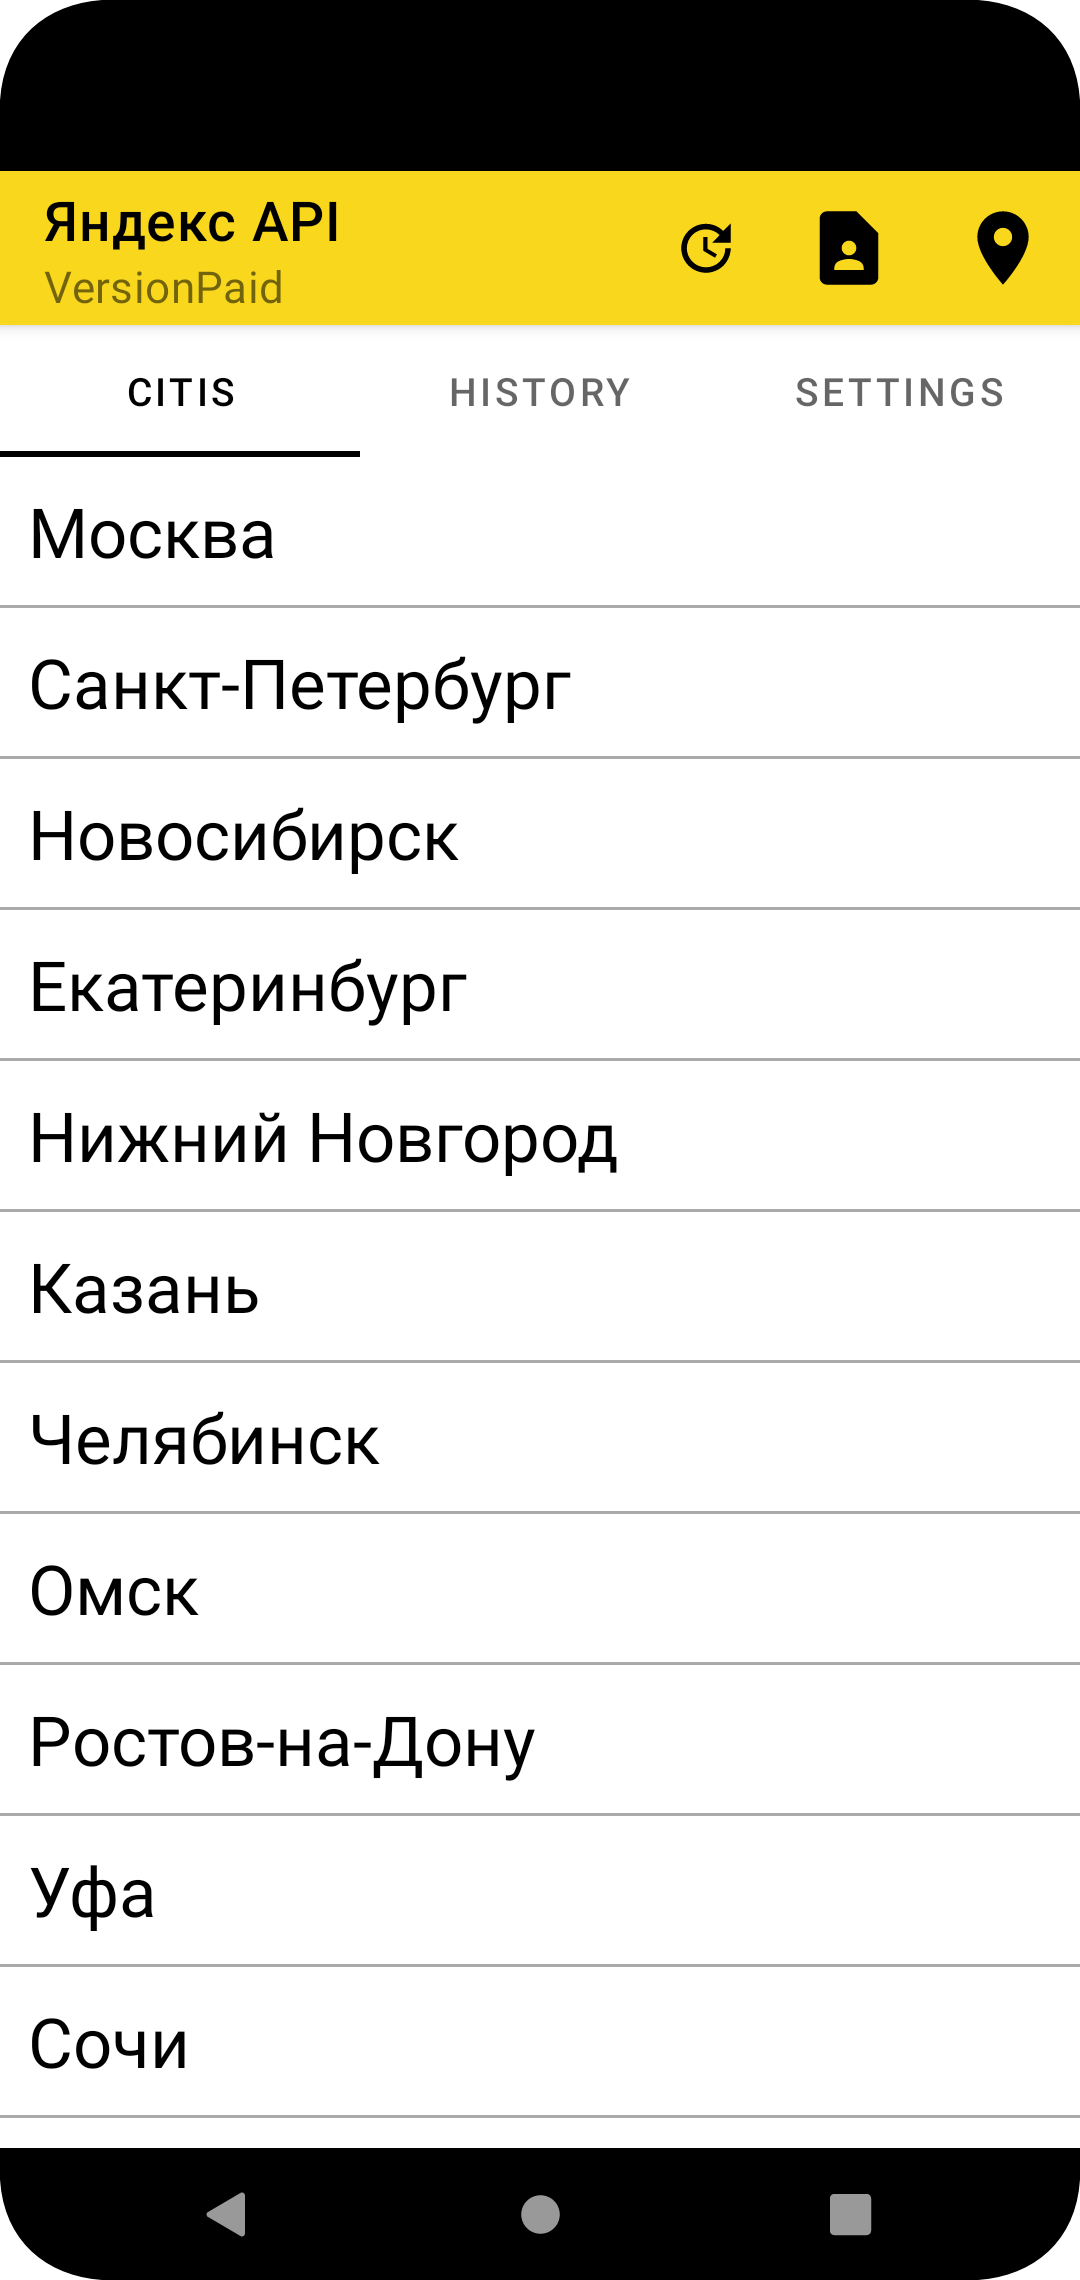 Яндекс API
VersionPaid
CITIS
HISTORY
SETTINGS
Москва
Санкт-Петербург
Новосибирск
Екатеринбург
Нижний Новгород
Казань
Челябинск
Омск
Ростов-на-Дону
Уфа
Сочи